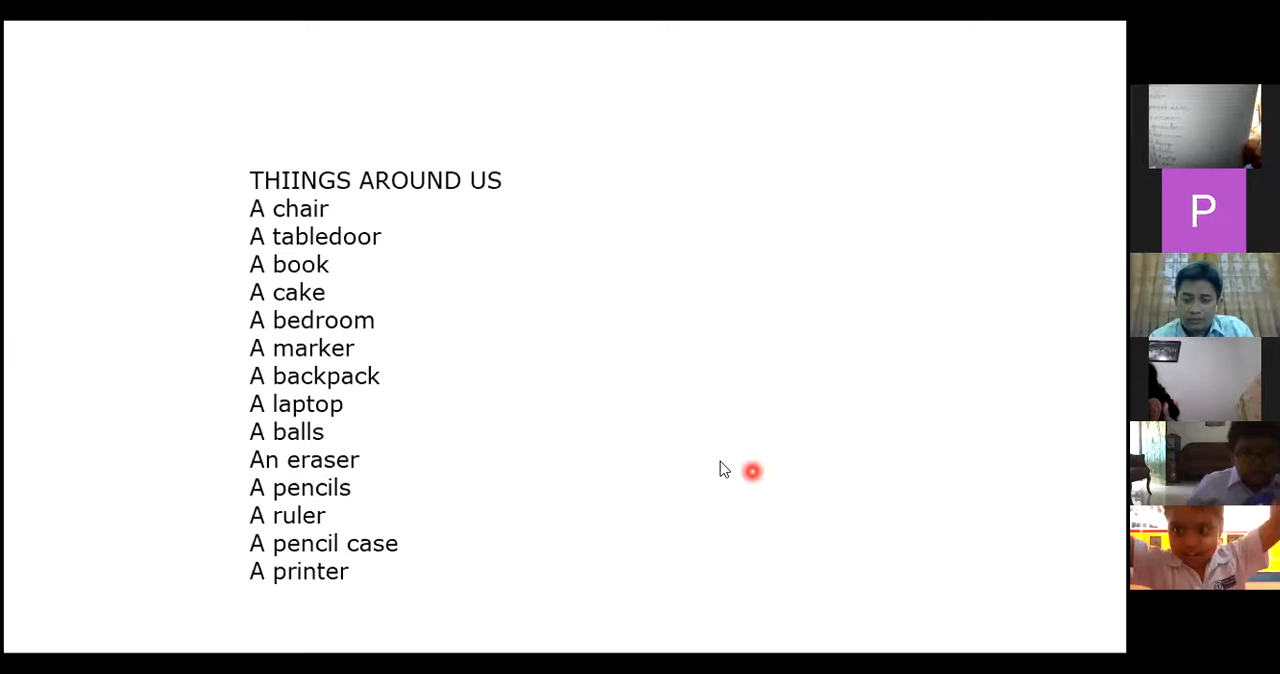 THIINGS AROUND US
A chair
A tabledoor
A book
A cake
A bedroom
A marker
A backpack
A laptop
A balls
An eraser
A pencils
A ruler
A pencil case
A printer
P